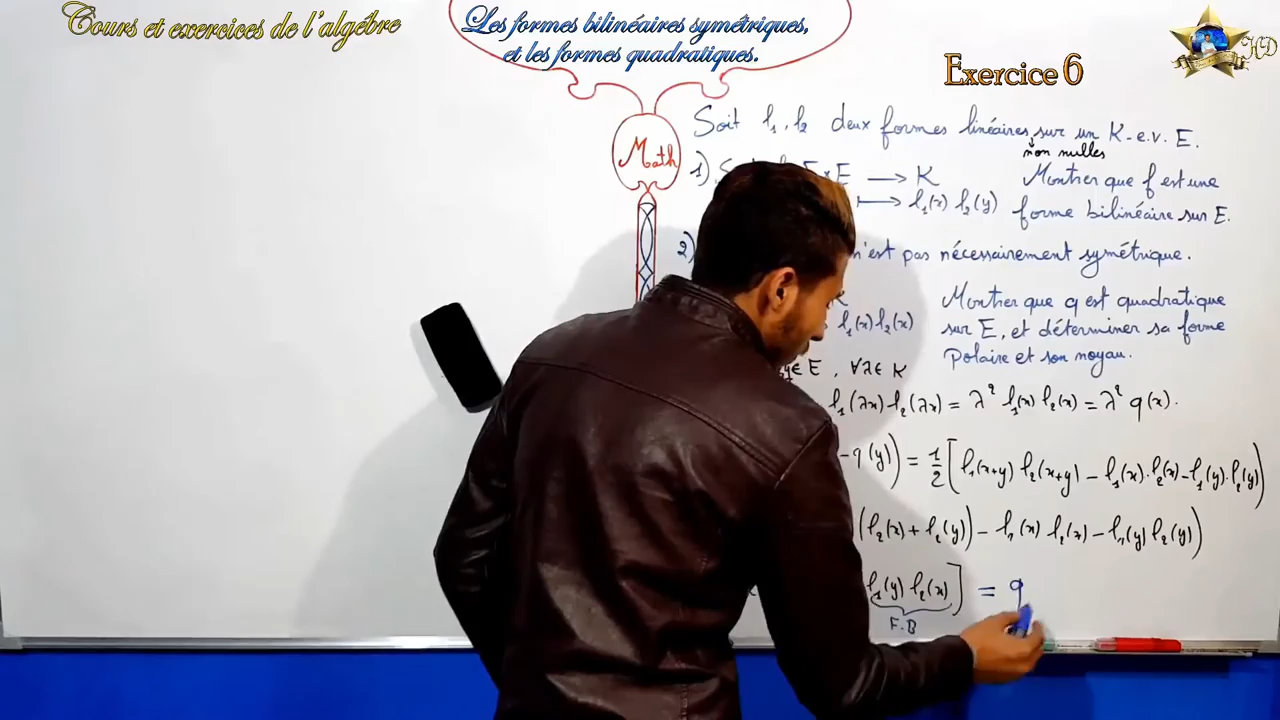 Cours et exercices de l'algébre
Les formes bilinéaires symétriques,
et les formes quadratiques.
HD
Exercice 6
Math
Soit l₁, l₂ deux formes linéaires, sur un K-e.v. E.
non nulles
1) E×E → K Montrer que f est une
↦ l₁(x) l₂(y) forme bilinéaire sur E.
2) n'est pas nécessairement symétrique.
Montrer que q est quadratique
l₁(x) l₂(x) sur E, et déterminer sa forme
Polaire et son noyau.
y∈ E, ∀λ∈ K
l₁(λx) l₂(λx) = λ² l₁(x) l₂(x) = λ² q(x).
- q(y)) = 1/2 [l₁(x+y) l₂(x+y) - l₁(x).l₂(x) - l₁(y).l₂(y))
(l₂(x) + l₂(y)) - l₁(x) l₂(x) - l₁(y) l₂(y))
l₁(y) l₂(x)] = φ
F.B